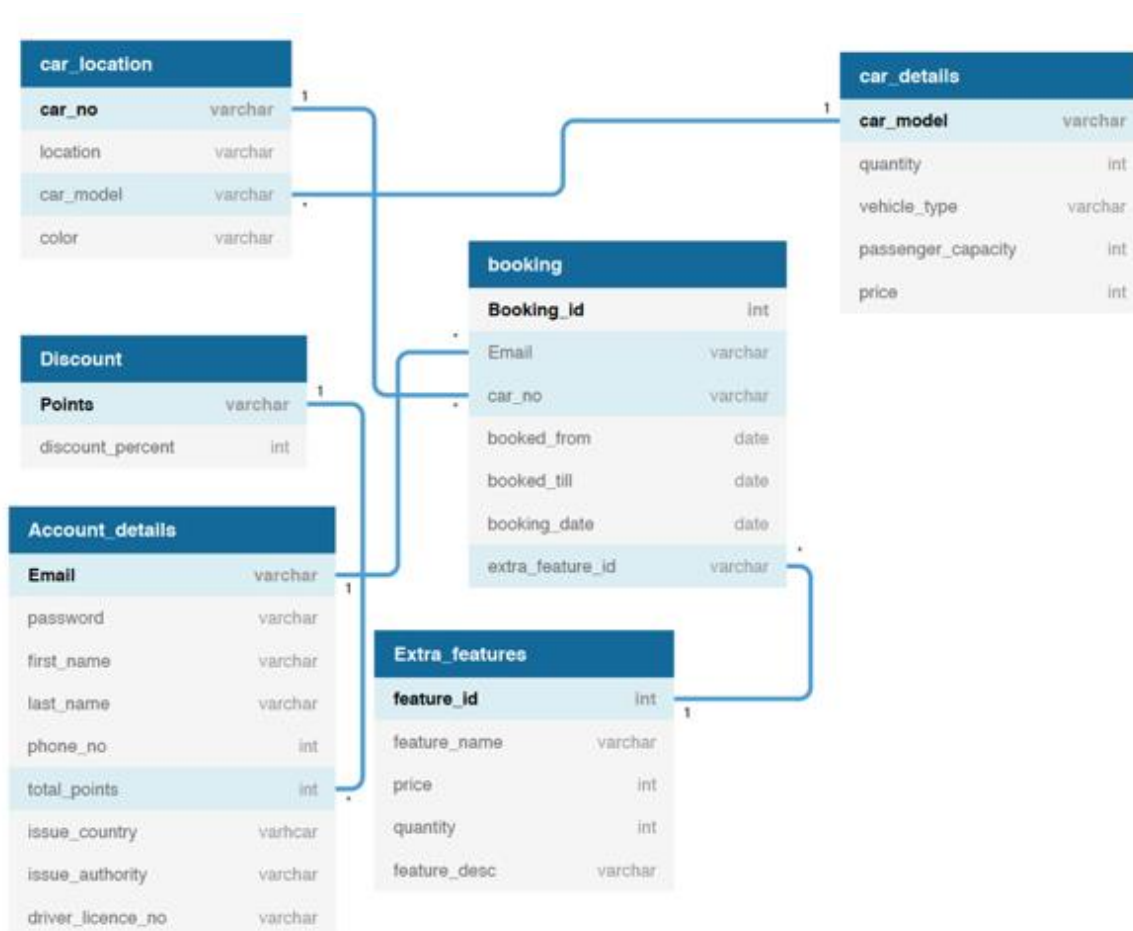 car_location
car_no varchar
location varchar
car_model varchar
color varchar
1
*
car_details
1
car_model varchar
quantity int
vehicle_type varchar
passenger_capacity int
price int
booking
Booking_id int
*
Email varchar
car_no varchar
*
booked_from date
booked_till date
booking_date date
*
extra_feature_id varchar
Discount
1
Points varchar
discount_percent int
Account_details
Email varchar
1
password varchar
first_name varchar
last_name varchar
phone_no int
total_points int
*
issue_country varhcar
issue_authority varchar
driver_licence_no varchar
Extra_features
feature_id int
1
feature_name varchar
price int
quantity int
feature_desc varchar